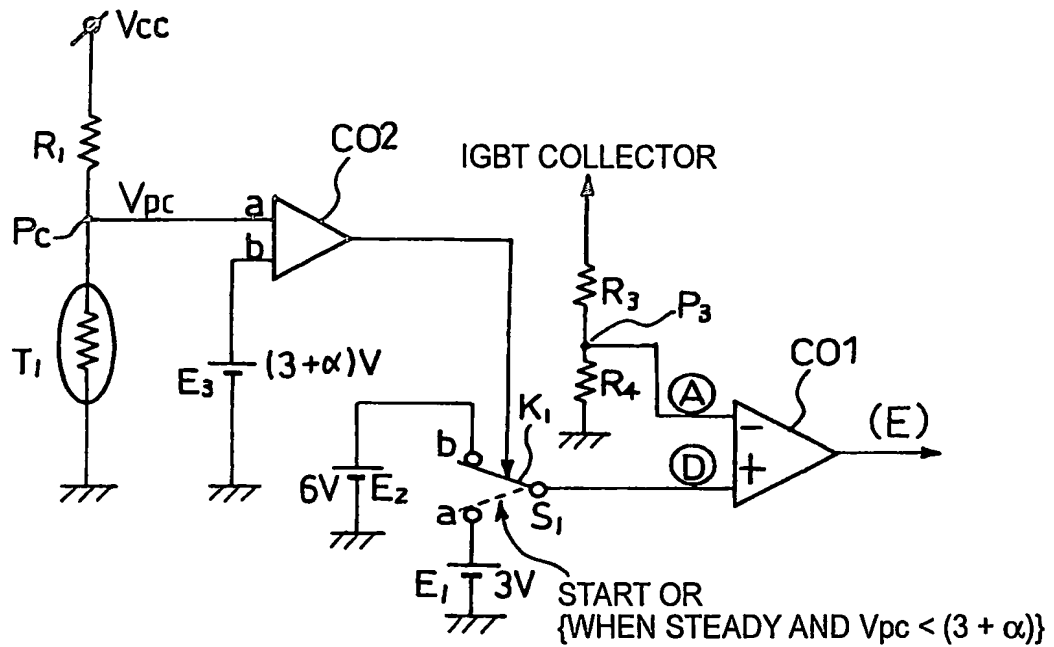 Vcc
R1
CO2
IGBT COLLECTOR
Vpc
a
Pc
b
R3
P3
T1
E3
(3+α)V
R4
CO1
A
K1
−
(E)
b
D
+
6V
E2
a
S1
E1
3V
START OR
{WHEN STEADY AND Vpc < (3 + α)}